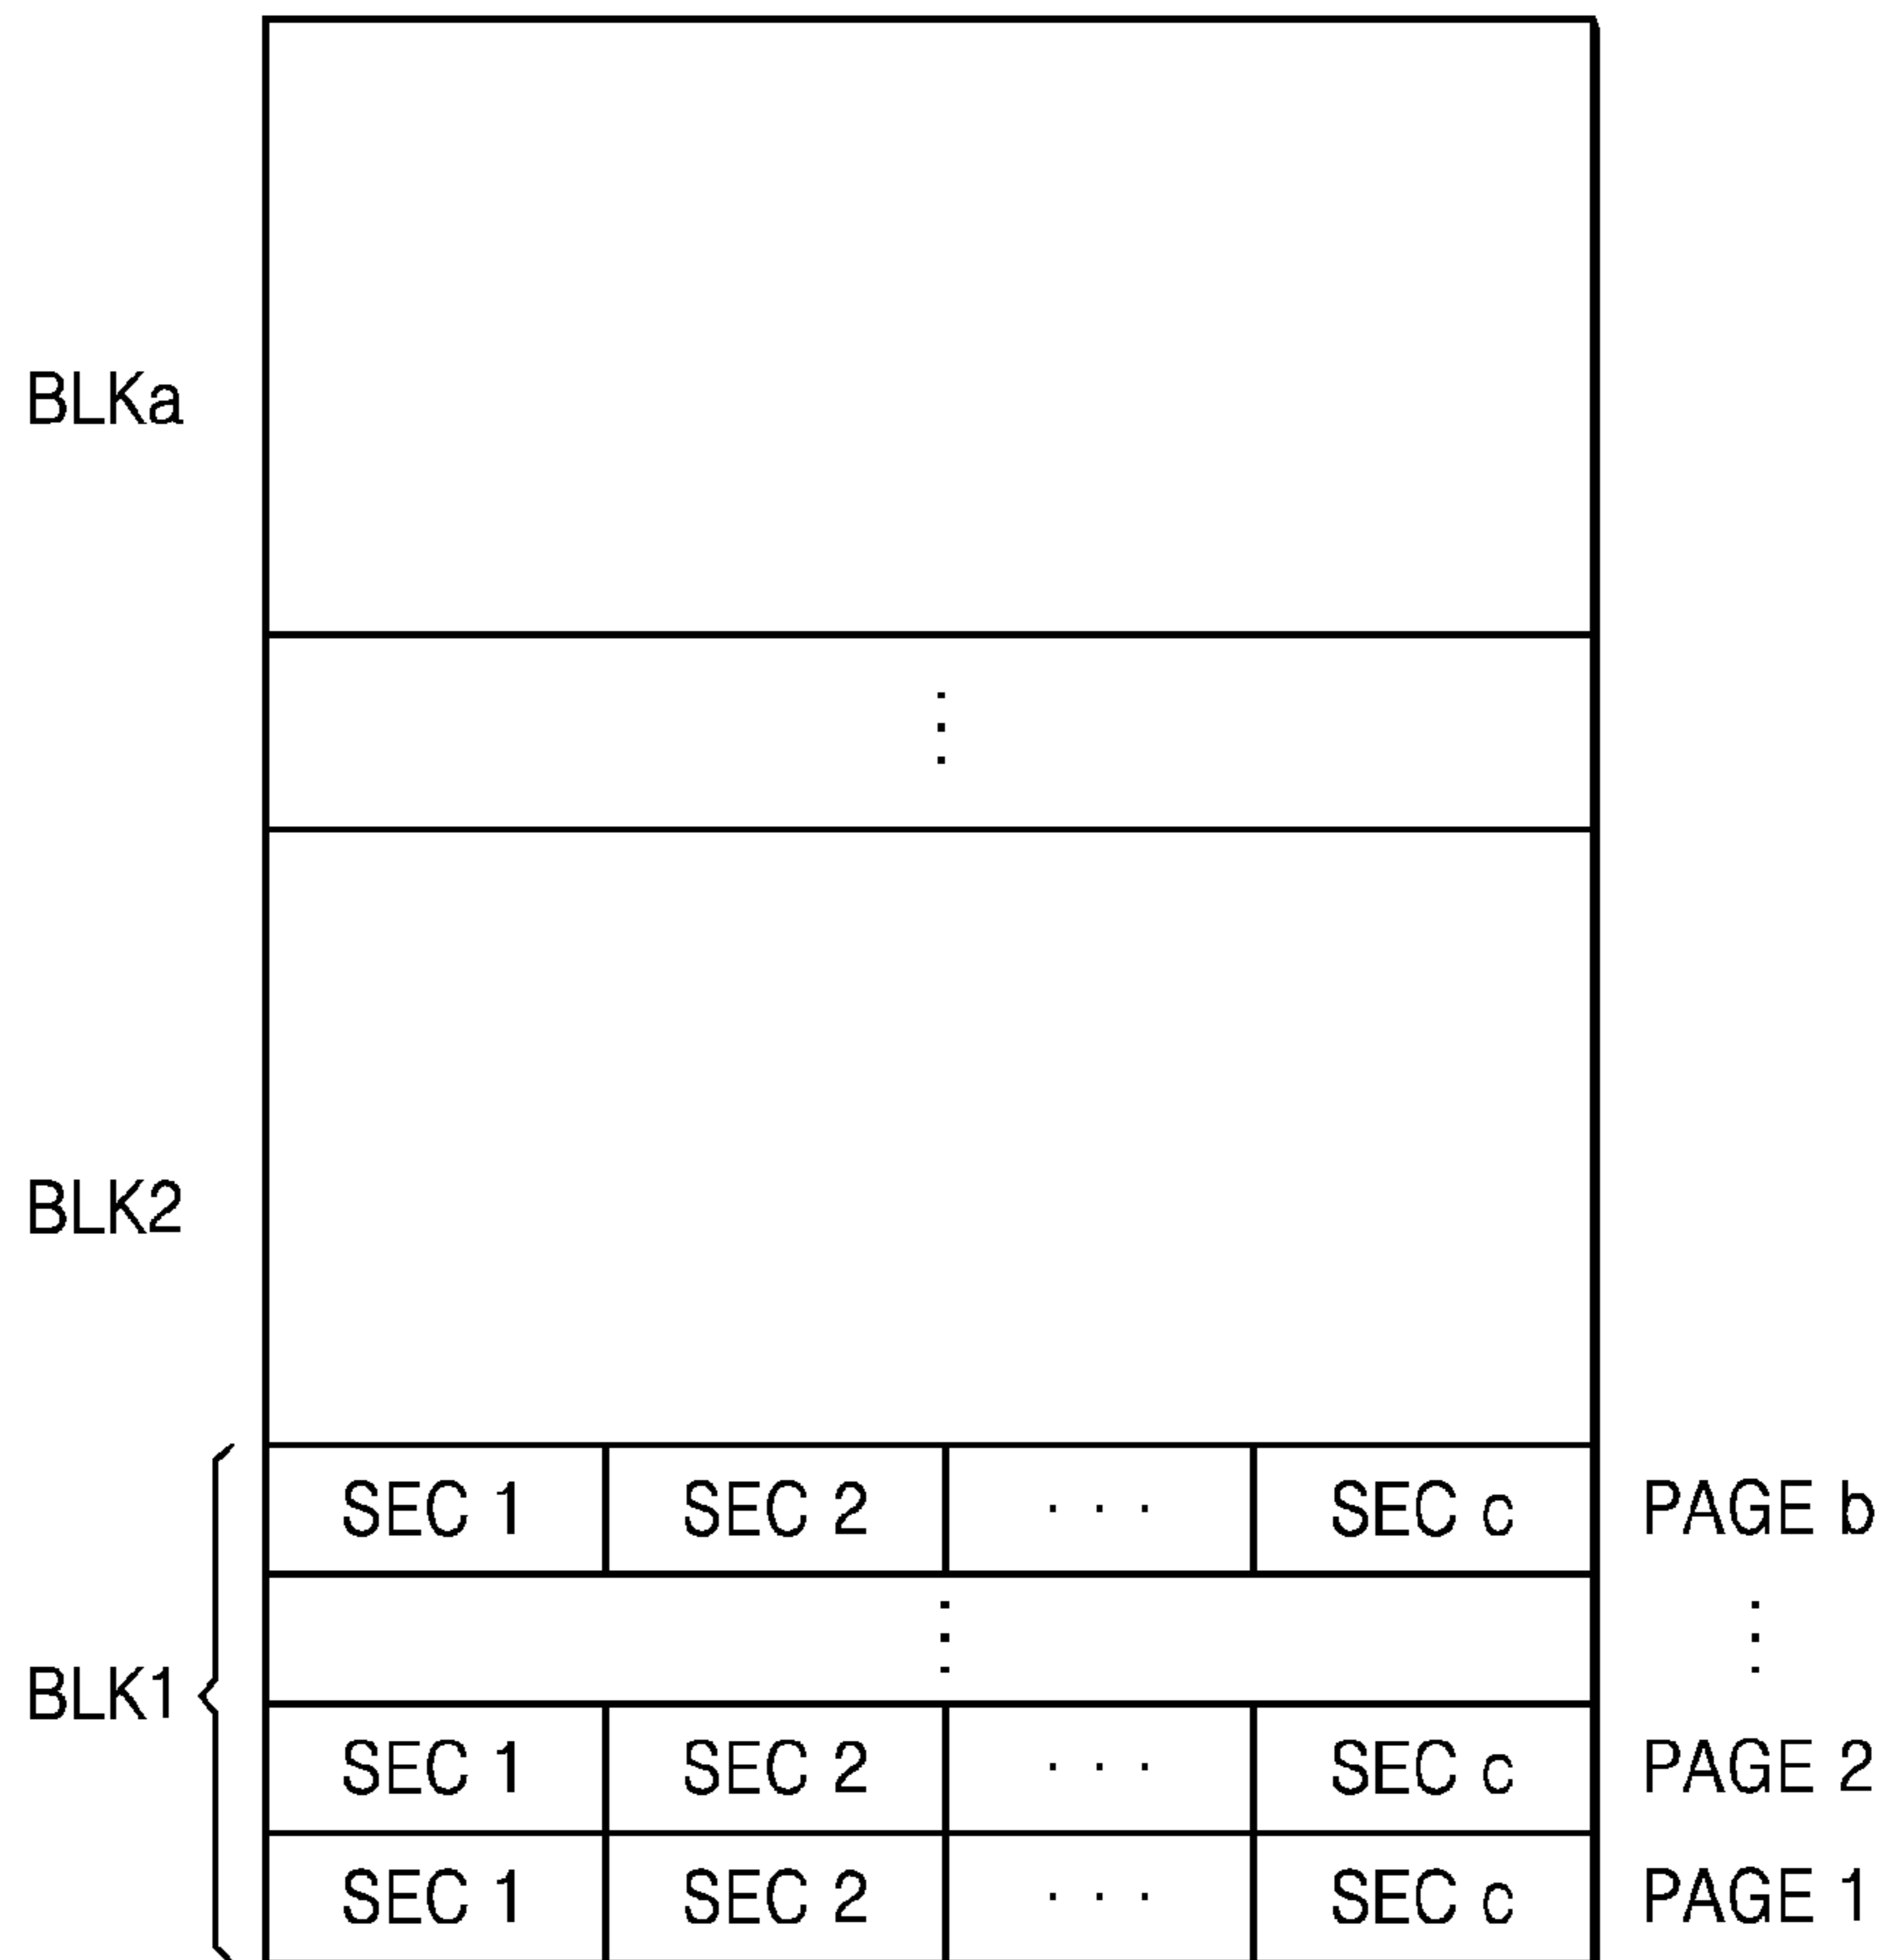 BLKa
⋮
BLK2
SEC 1 SEC 2 ··· SEC c PAGE b
⋮ ⋮
BLK1
SEC 1 SEC 2 ··· SEC c PAGE 2
SEC 1 SEC 2 ··· SEC c PAGE 1